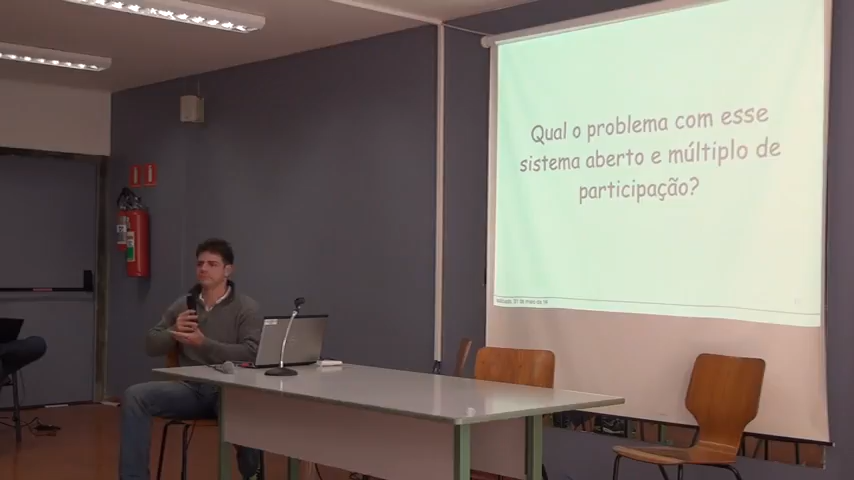 Qual o problema com esse
sistema aberto e múltiplo de
participação?